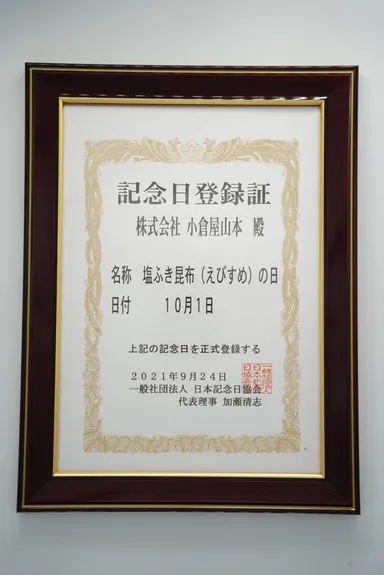 記念日登録証
株式会社 小倉屋山本 殿
名称 塩ふき昆布(えびすめ)の日
日付 10月1日
上記の記念日を正式登録する
2021年9月24日
一般社団法人 日本記念日協会
代表理事 加瀬清志